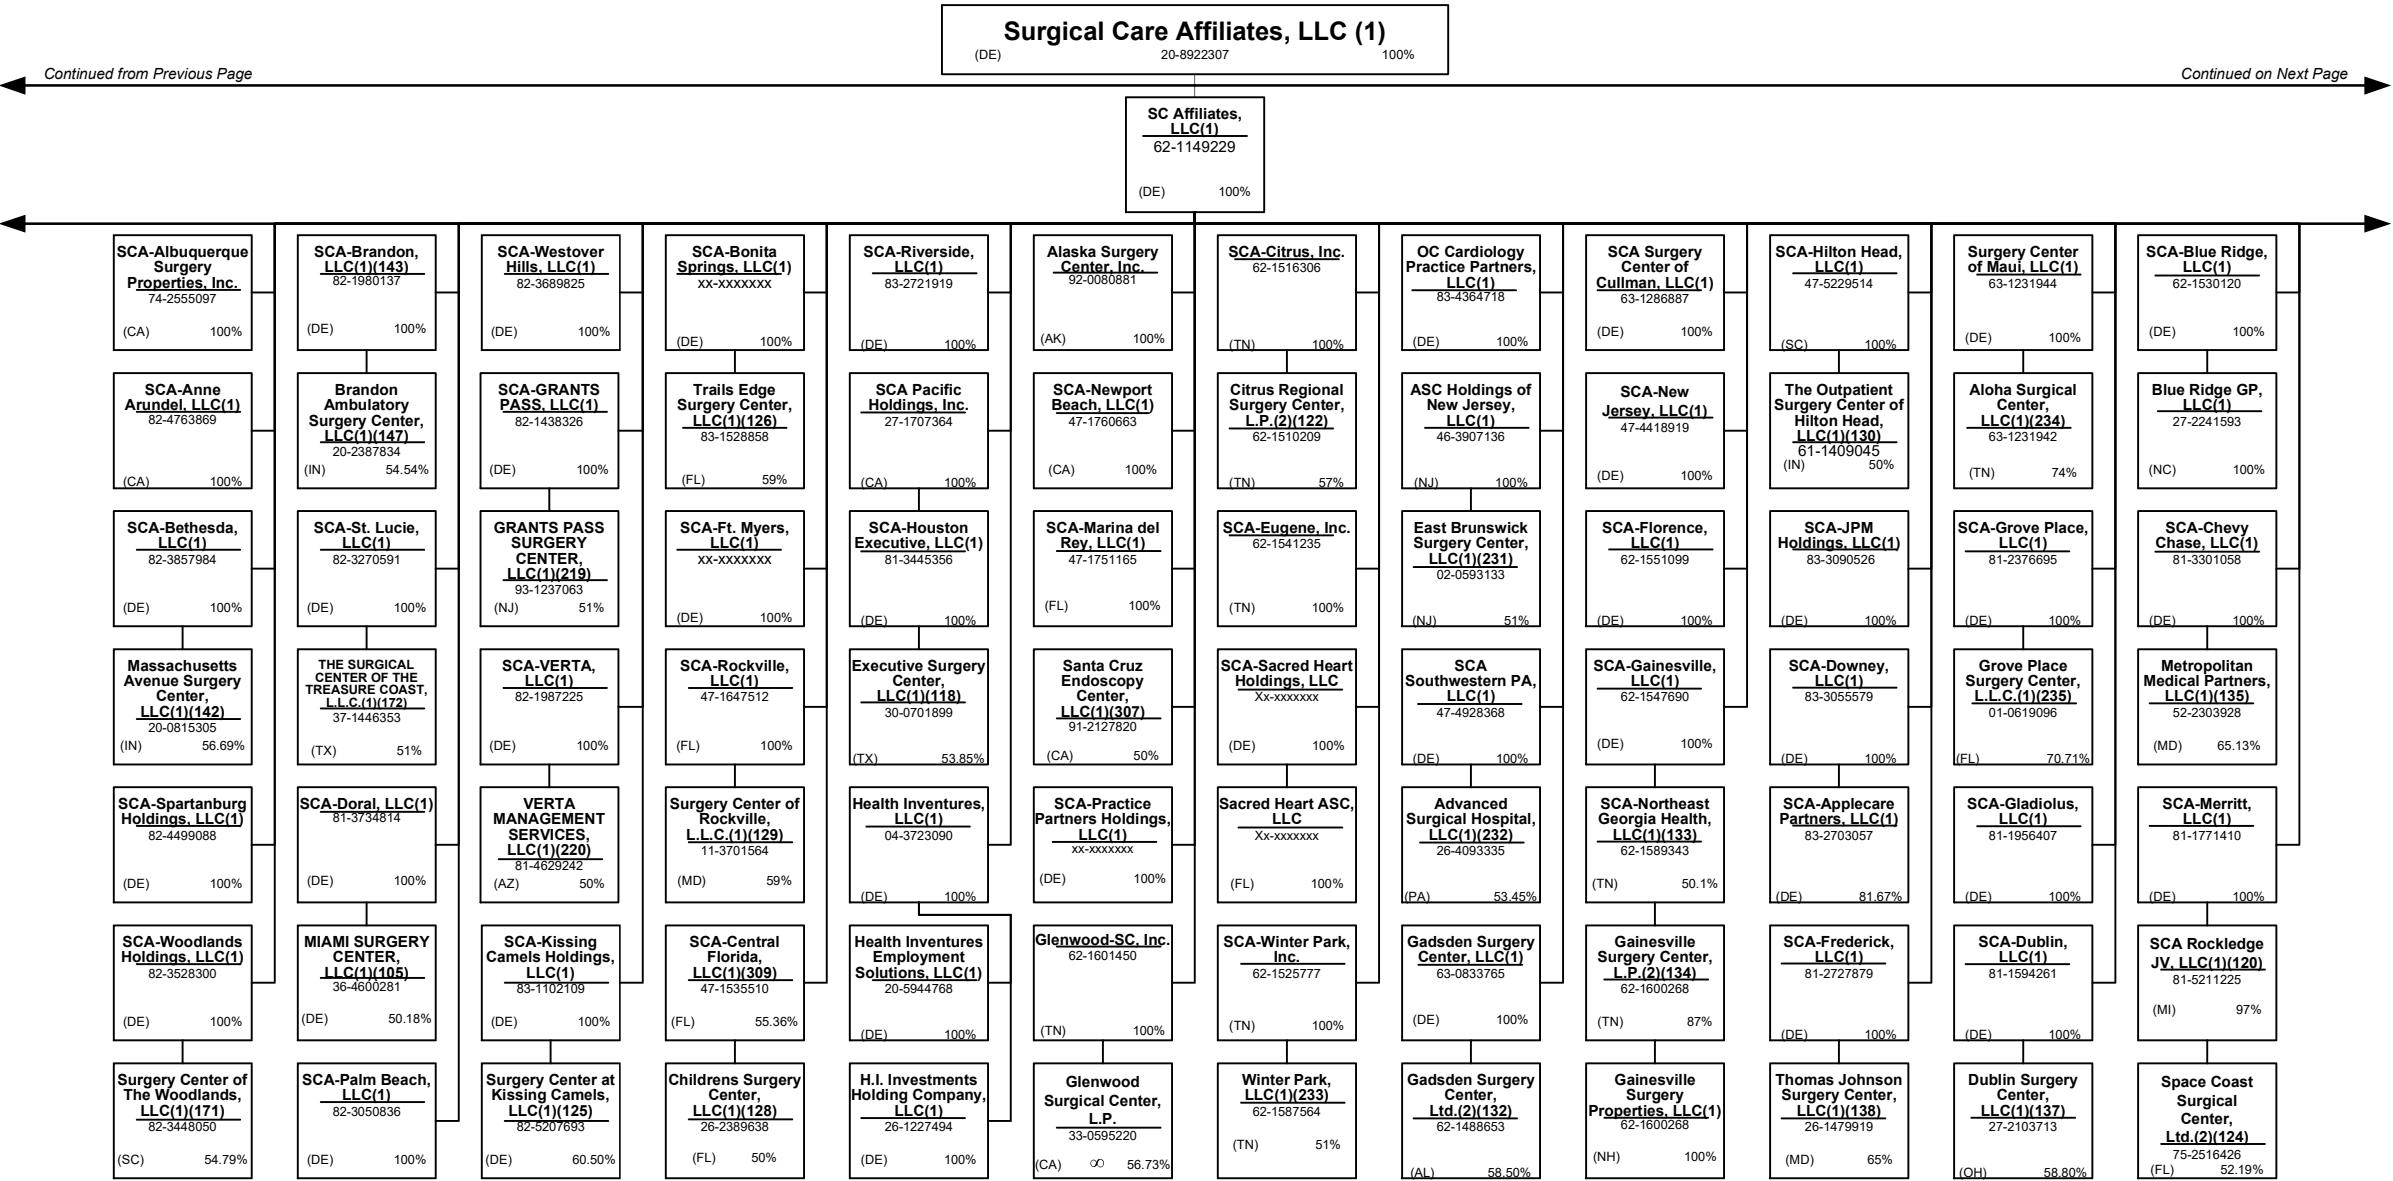 Surgical Care Affiliates, LLC (1)
(DE) 20-8922307 100%
Continued from Previous Page
Continued on Next Page
SC Affiliates,
LLC(1)
62-1149229
(DE) 100%
SCA-Albuquerque
Surgery
Properties, Inc.
74-2555097
(CA) 100%
SCA-Brandon,
LLC(1)(143)
82-1980137
(DE) 100%
SCA-Westover
Hills, LLC(1)
82-3689825
(DE) 100%
SCA-Bonita
Springs, LLC(1)
xx-xxxxxxx
(DE) 100%
SCA-Riverside,
LLC(1)
83-2721919
(DE) 100%
Alaska Surgery
Center, Inc.
92-0080881
(AK) 100%
SCA-Citrus, Inc.
62-1516306
(TN) 100%
OC Cardiology
Practice Partners,
LLC(1)
83-4364718
(DE) 100%
SCA Surgery
Center of
Cullman, LLC(1)
63-1286887
(DE) 100%
SCA-Hilton Head,
LLC(1)
47-5229514
(SC) 100%
Surgery Center
of Maui, LLC(1)
63-1231944
(DE) 100%
SCA-Blue Ridge,
LLC(1)
62-1530120
(DE) 100%
SCA-Anne
Arundel, LLC(1)
82-4763869
(CA) 100%
Brandon
Ambulatory
Surgery Center,
LLC(1)(147)
20-2387834
(IN) 54.54%
SCA-GRANTS
PASS, LLC(1)
82-1438326
(DE) 100%
Trails Edge
Surgery Center,
LLC(1)(126)
83-1528858
(FL) 59%
SCA Pacific
Holdings, Inc.
27-1707364
(CA) 100%
SCA-Newport
Beach, LLC(1)
47-1760663
(CA) 100%
Citrus Regional
Surgery Center,
L.P.(2)(122)
62-1510209
(TN) 57%
ASC Holdings of
New Jersey,
LLC(1)
46-3907136
(NJ) 100%
SCA-New
Jersey, LLC(1)
47-4418919
(DE) 100%
The Outpatient
Surgery Center of
Hilton Head,
LLC(1)(130)
61-1409045
(IN) 50%
Aloha Surgical
Center,
LLC(1)(234)
63-1231942
(TN) 74%
Blue Ridge GP,
LLC(1)
27-2241593
(NC) 100%
SCA-Bethesda,
LLC(1)
82-3857984
(DE) 100%
SCA-St. Lucie,
LLC(1)
82-3270591
(DE) 100%
GRANTS PASS
SURGERY
CENTER,
LLC(1)(219)
93-1237063
(NJ) 51%
SCA-Ft. Myers,
LLC(1)
xx-xxxxxxx
(DE) 100%
SCA-Houston
Executive, LLC(1)
81-3445356
(DE) 100%
SCA-Marina del
Rey, LLC(1)
47-1751165
(FL) 100%
SCA-Eugene, Inc.
62-1541235
(TN) 100%
East Brunswick
Surgery Center,
LLC(1)(231)
02-0593133
(NJ) 51%
SCA-Florence,
LLC(1)
62-1551099
(DE) 100%
SCA-JPM
Holdings, LLC(1)
83-3090526
(DE) 100%
SCA-Grove Place,
LLC(1)
81-2376695
(DE) 100%
SCA-Chevy
Chase, LLC(1)
81-3301058
(DE) 100%
Massachusetts
Avenue Surgery
Center,
LLC(1)(142)
20-0815305
(IN) 56.69%
THE SURGICAL
CENTER OF THE
TREASURE COAST,
L.L.C.(1)(172)
37-1446353
(TX) 51%
SCA-VERTA,
LLC(1)
82-1987225
(DE) 100%
SCA-Rockville,
LLC(1)
47-1647512
(FL) 100%
Executive Surgery
Center,
LLC(1)(118)
30-0701899
(TX) 53.85%
Santa Cruz
Endoscopy
Center,
LLC(1)(307)
91-2127820
(CA) 50%
SCA-Sacred Heart
Holdings, LLC
Xx-xxxxxxx
(DE) 100%
SCA
Southwestern PA,
LLC(1)
47-4928368
(DE) 100%
SCA-Gainesville,
LLC(1)
62-1547690
(DE) 100%
SCA-Downey,
LLC(1)
83-3055579
(DE) 100%
Grove Place
Surgery Center,
L.L.C.(1)(235)
01-0619096
(FL) 70.71%
Metropolitan
Medical Partners,
LLC(1)(135)
52-2303928
(MD) 65.13%
SCA-Spartanburg
Holdings, LLC(1)
82-4499088
(DE) 100%
SCA-Doral, LLC(1)
81-3734814
(DE) 100%
VERTA
MANAGEMENT
SERVICES,
LLC(1)(220)
81-4629242
(AZ) 50%
Surgery Center of
Rockville,
L.L.C.(1)(129)
11-3701564
(MD) 59%
Health Inventures,
LLC(1)
04-3723090
(DE) 100%
SCA-Practice
Partners Holdings,
LLC(1)
xx-xxxxxxx
(DE) 100%
Sacred Heart ASC,
LLC
Xx-xxxxxxx
(FL) 100%
Advanced
Surgical Hospital,
LLC(1)(232)
26-4093335
(PA) 53.45%
SCA-Northeast
Georgia Health,
LLC(1)(133)
62-1589343
(TN) 50.1%
SCA-Applecare
Partners, LLC(1)
83-2703057
(DE) 81.67%
SCA-Gladiolus,
LLC(1)
81-1956407
(DE) 100%
SCA-Merritt,
LLC(1)
81-1771410
(DE) 100%
SCA-Woodlands
Holdings, LLC(1)
82-3528300
(DE) 100%
MIAMI SURGERY
CENTER,
LLC(1)(105)
36-4600281
(DE) 50.18%
SCA-Kissing
Camels Holdings,
LLC(1)
83-1102109
(DE) 100%
SCA-Central
Florida,
LLC(1)(309)
47-1535510
(FL) 55.36%
Health Inventures
Employment
Solutions, LLC(1)
20-5944768
(DE) 100%
Glenwood-SC, Inc.
62-1601450
(TN) 100%
SCA-Winter Park,
Inc.
62-1525777
(TN) 100%
Gadsden Surgery
Center, LLC(1)
63-0833765
(DE) 100%
Gainesville
Surgery Center,
L.P.(2)(134)
62-1600268
(TN) 87%
SCA-Frederick,
LLC(1)
81-2727879
(DE) 100%
SCA-Dublin,
LLC(1)
81-1594261
(DE) 100%
SCA Rockledge
JV, LLC(1)(120)
81-5211225
(MI) 97%
Surgery Center of
The Woodlands,
LLC(1)(171)
82-3448050
(SC) 54.79%
SCA-Palm Beach,
LLC(1)
82-3050836
(DE) 100%
Surgery Center at
Kissing Camels,
LLC(1)(125)
82-5207693
(DE) 60.50%
Childrens Surgery
Center,
LLC(1)(128)
26-2389638
(FL) 50%
H.I. Investments
Holding Company,
LLC(1)
26-1227494
(DE) 100%
Glenwood
Surgical Center,
L.P.
33-0595220
(CA) ∞ 56.73%
Winter Park,
LLC(1)(233)
62-1587564
(TN) 51%
Gadsden Surgery
Center,
Ltd.(2)(132)
62-1488653
(AL) 58.50%
Gainesville
Surgery
Properties, LLC(1)
62-1600268
(NH) 100%
Thomas Johnson
Surgery Center,
LLC(1)(138)
26-1479919
(MD) 65%
Dublin Surgery
Center,
LLC(1)(137)
27-2103713
(OH) 58.80%
Space Coast
Surgical
Center,
Ltd.(2)(124)
75-2516426
(FL) 52.19%